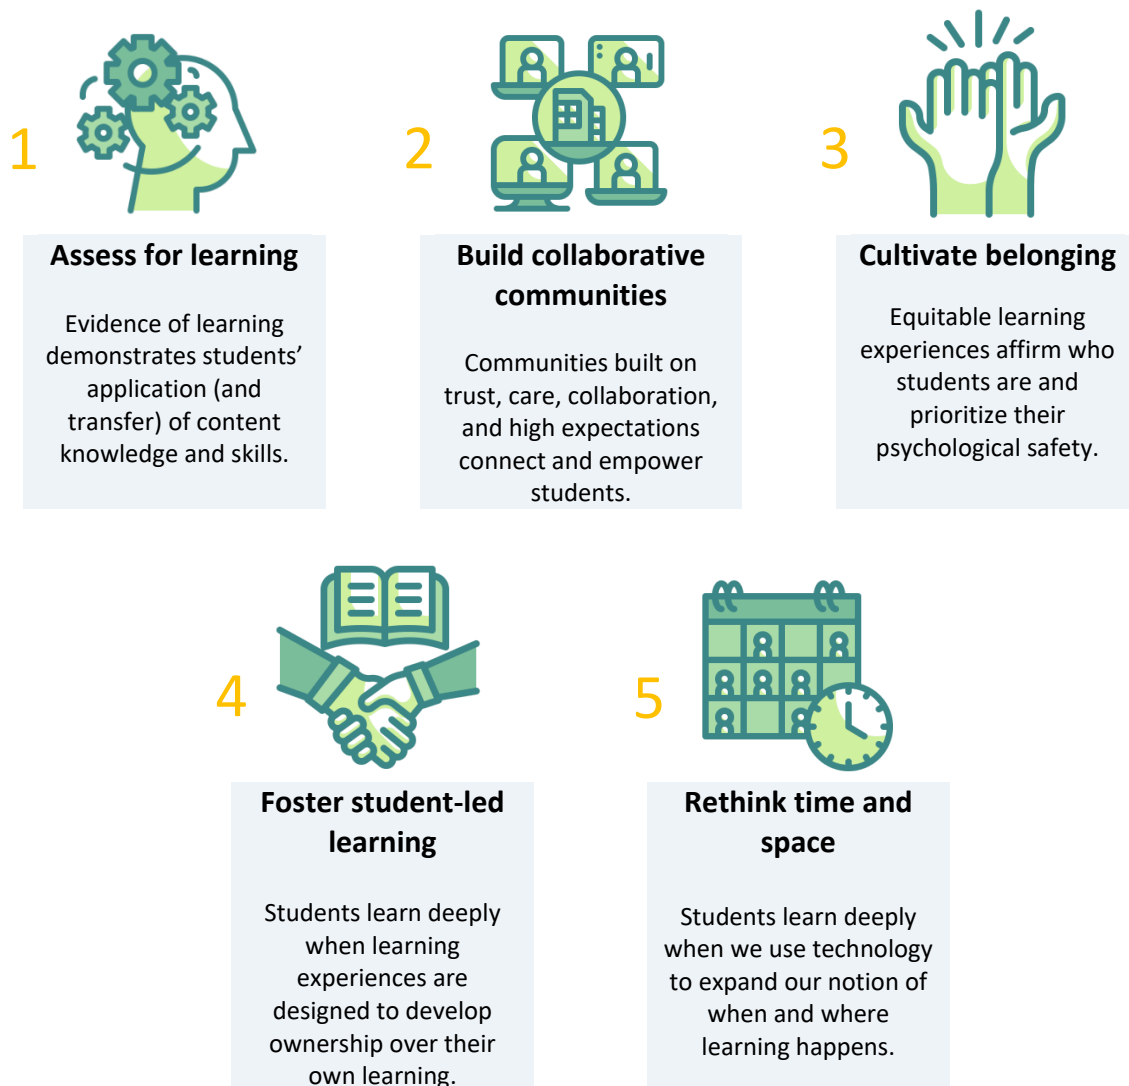 1
Assess for learning
Evidence of learning
demonstrates students’
application (and
transfer) of content
knowledge and skills.
2
Build collaborative
communities
Communities built on
trust, care, collaboration,
and high expectations
connect and empower
students.
3
Cultivate belonging
Equitable learning
experiences affirm who
students are and
prioritize their
psychological safety.
4
Foster student-led
learning
Students learn deeply
when learning
experiences are
designed to develop
ownership over their
own learning.
5
Rethink time and
space
Students learn deeply
when we use technology
to expand our notion of
when and where
learning happens.